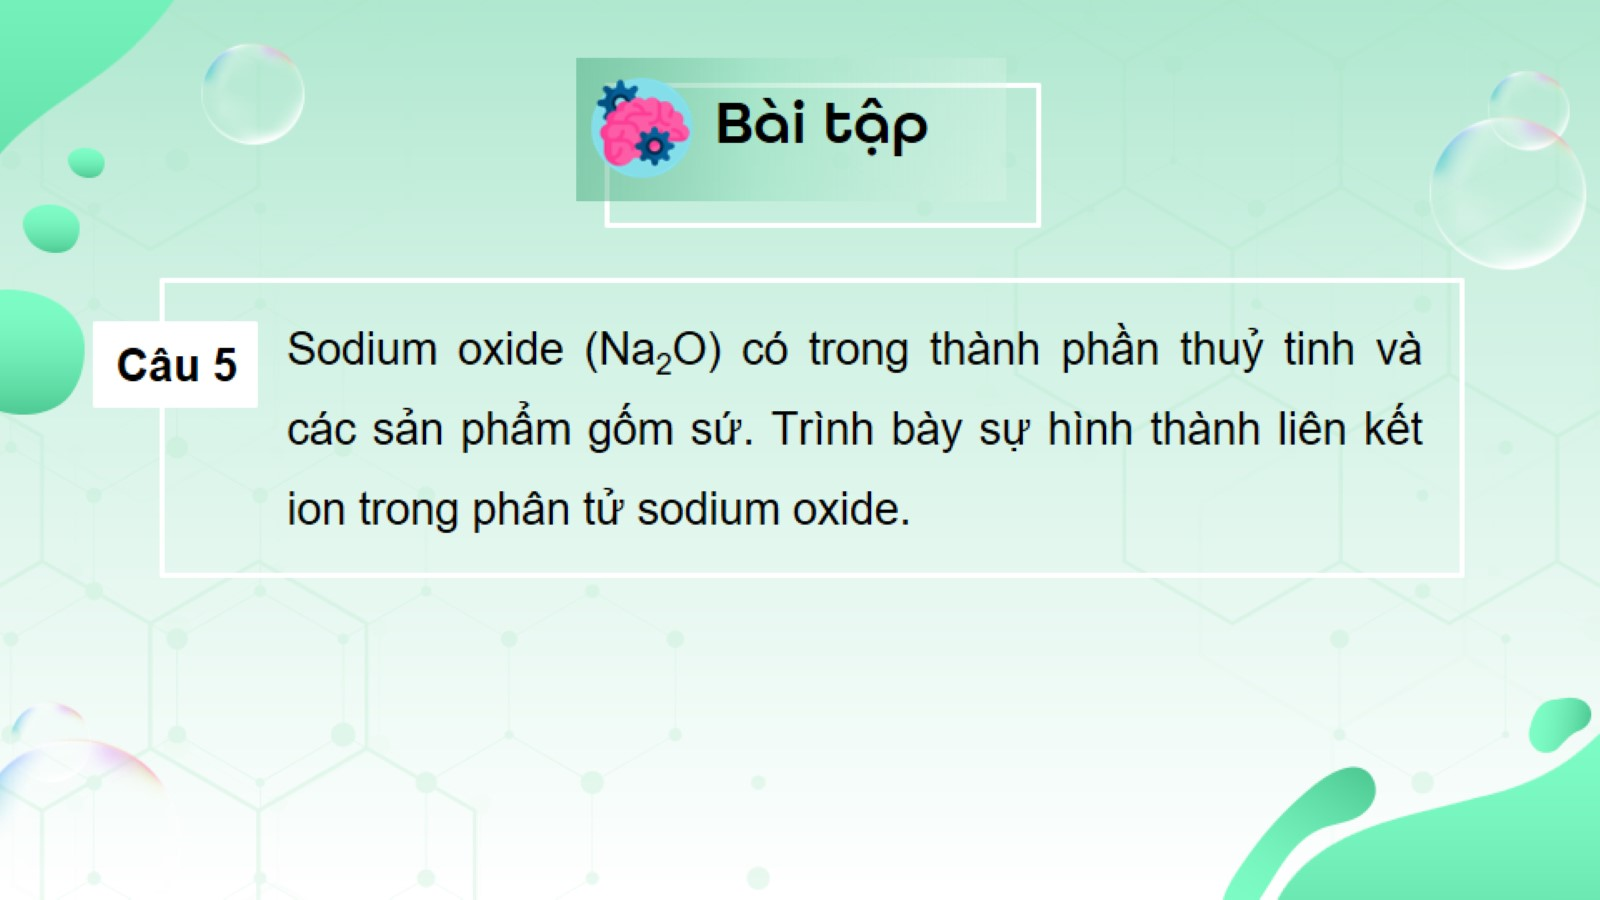 Bài tập
Câu 5
Sodium oxide (Na₂O) có trong thành phần thuỷ tinh và
các sản phẩm gốm sứ. Trình bày sự hình thành liên kết
ion trong phân tử sodium oxide.